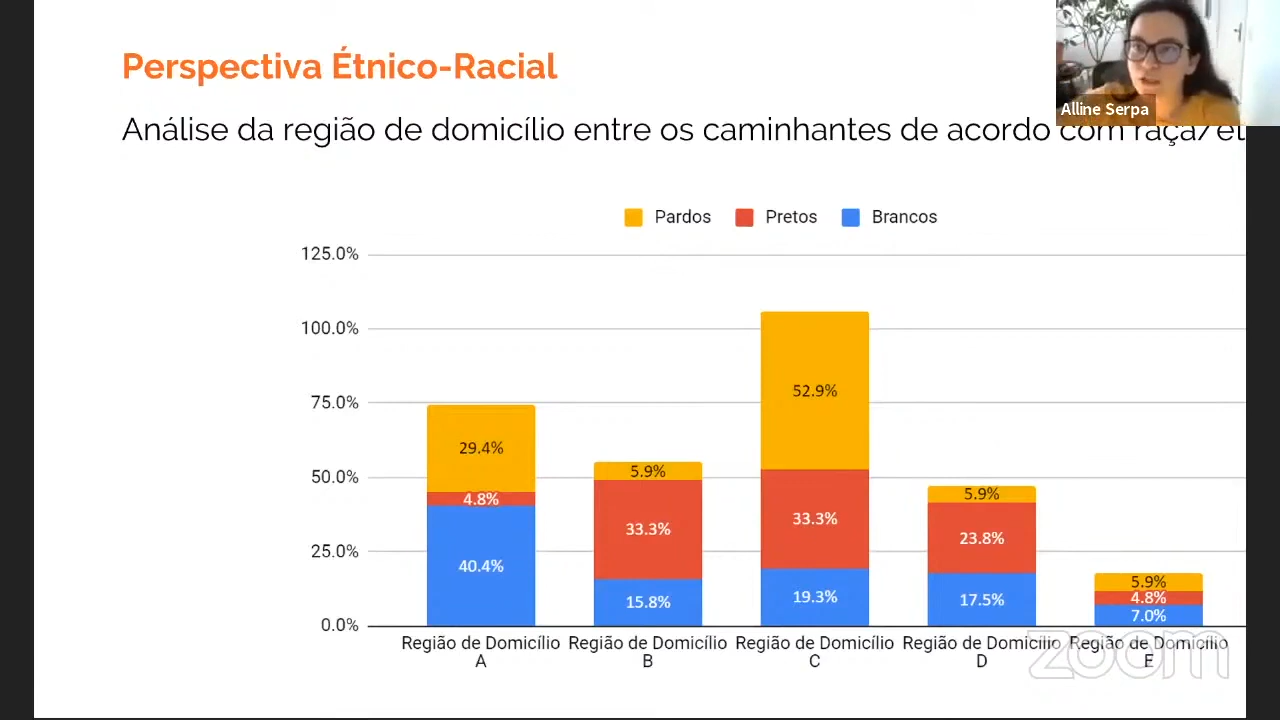 Perspectiva Étnico-Racial
Alline Serpa
Análise da região de domicílio entre os caminhantes de acordo com
Pardos Pretos Brancos
125.0%
100.0%
75.0%
50.0%
25.0%
0.0%
29.4%
4.8%
40.4%
5.9%
33.3%
15.8%
52.9%
33.3%
19.3%
5.9%
23.8%
17.5%
5.9%
4.8%
7.0%
Região de Domicílio A
Região de Domicílio B
Região de Domicílio C
Região de Domicílio D
Região de Domicílio E
zoom